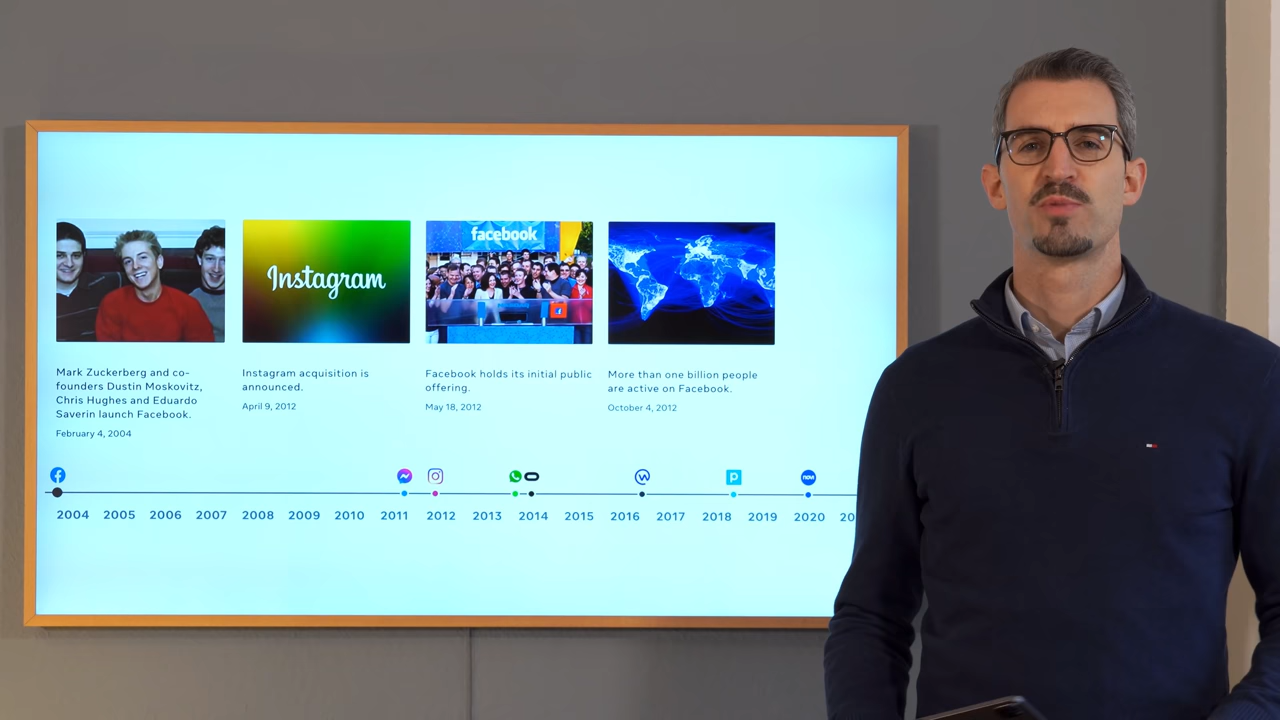 facebook
Instagram
Mark Zuckerberg and co-
founders Dustin Moskovitz,
Chris Hughes and Eduardo
Saverin launch Facebook.
February 4, 2004
Instagram acquisition is
announced.
April 9, 2012
Facebook holds its initial public
offering.
May 18, 2012
More than one billion people
are active on Facebook.
October 4, 2012
novi
2004 2005 2006 2007 2008 2009 2010 2011 2012 2013 2014 2015 2016 2017 2018 2019 2020 20